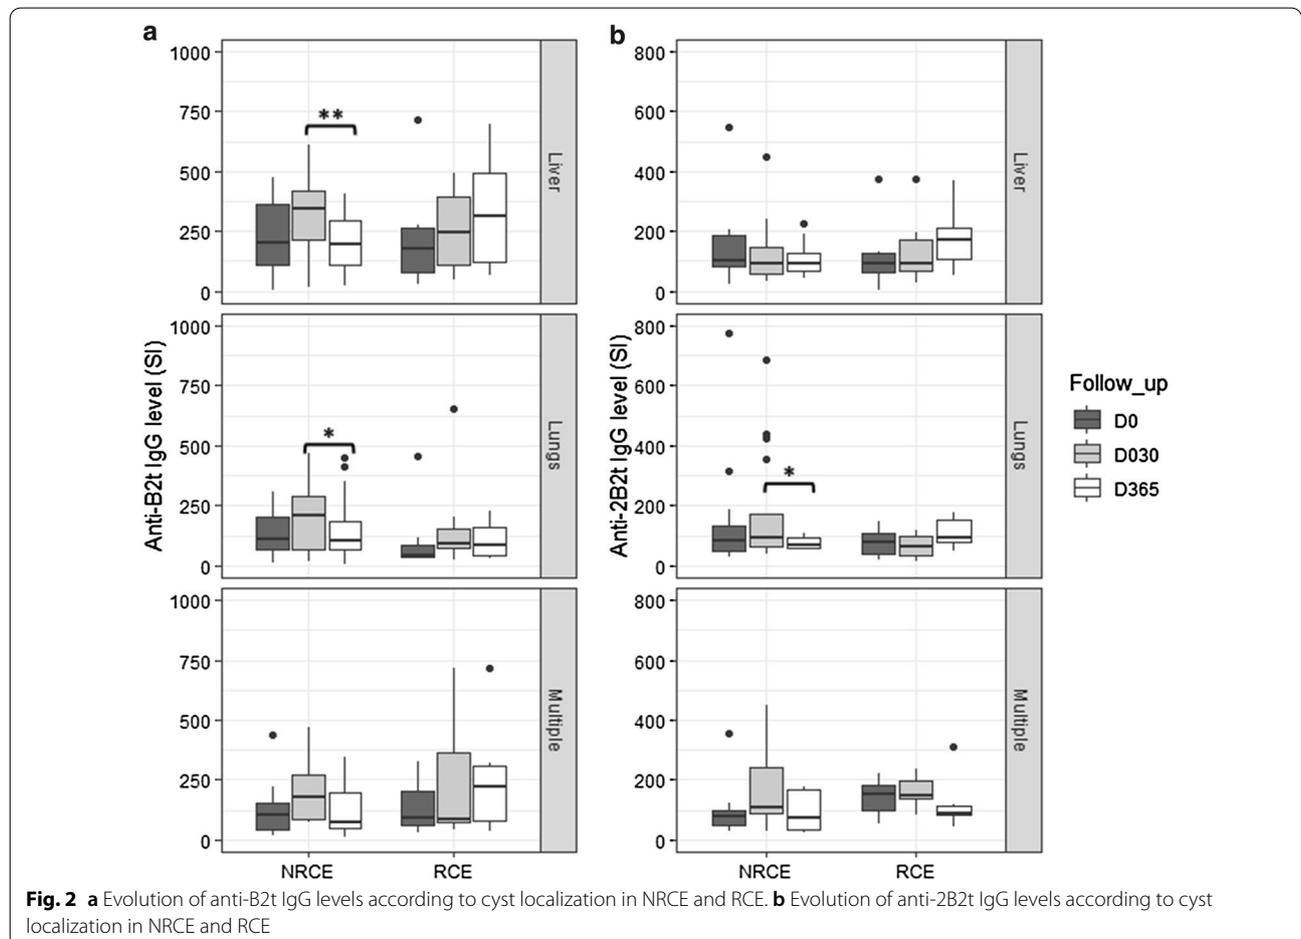 a
1000
750
500
250
0
**
Liver
b
800
600
400
200
0
Liver
Anti-B2t IgG level (SI)
1000
750
500
250
0
*
Lungs
Anti-2B2t IgG level (SI)
800
600
400
200
0
*
Lungs
Follow_up
D0
D030
D365
1000
750
500
250
0
Multiple
NRCE
RCE
800
600
400
200
0
Multiple
NRCE
RCE
Fig. 2 a Evolution of anti-B2t IgG levels according to cyst localization in NRCE and RCE. b Evolution of anti-2B2t IgG levels according to cyst
localization in NRCE and RCE